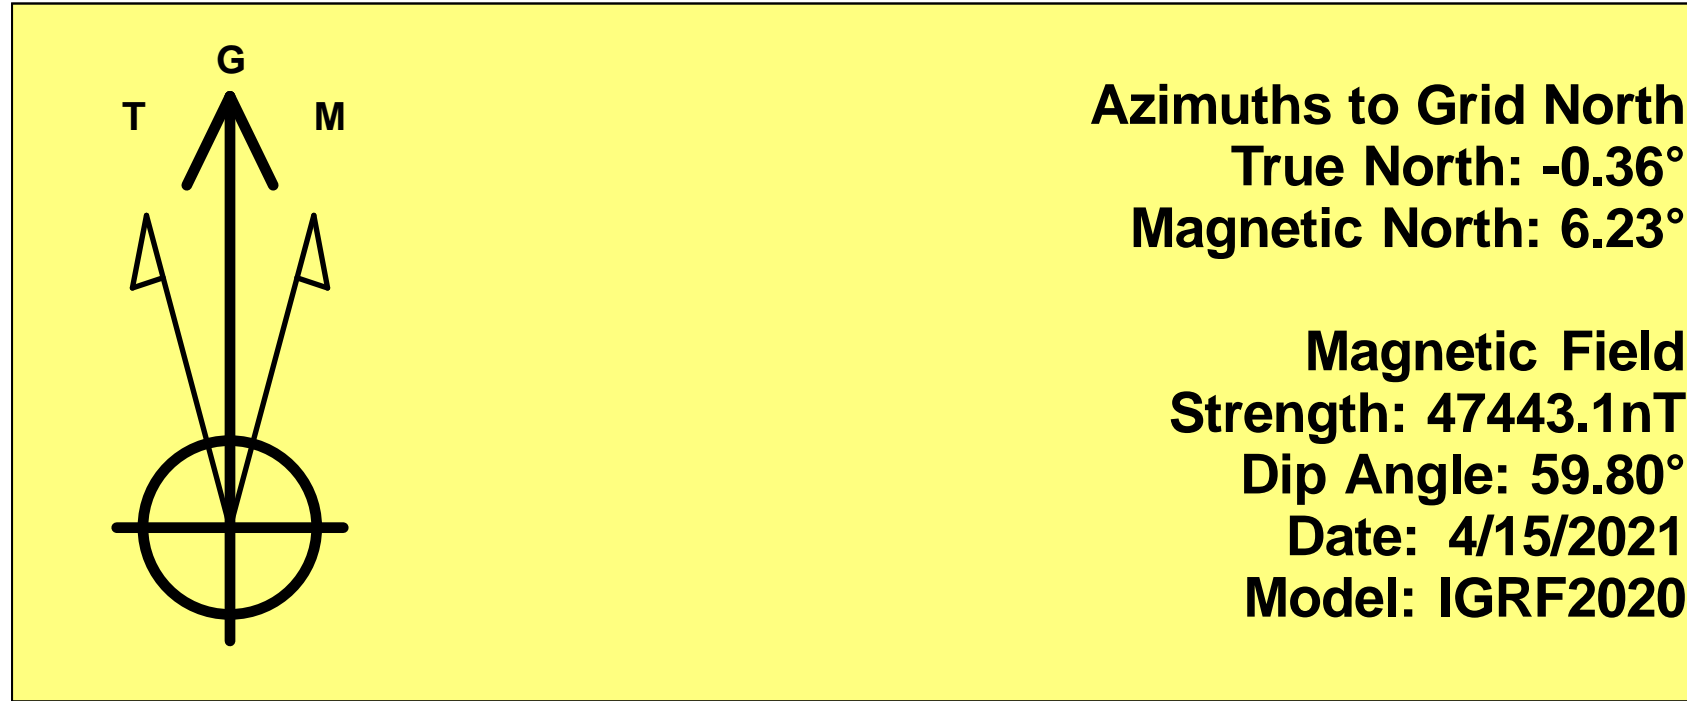 G
T M
Azimuths to Grid North
True North: -0.36°
Magnetic North: 6.23°
Magnetic Field
Strength: 47443.1nT
Dip Angle: 59.80°
Date: 4/15/2021
Model: IGRF2020